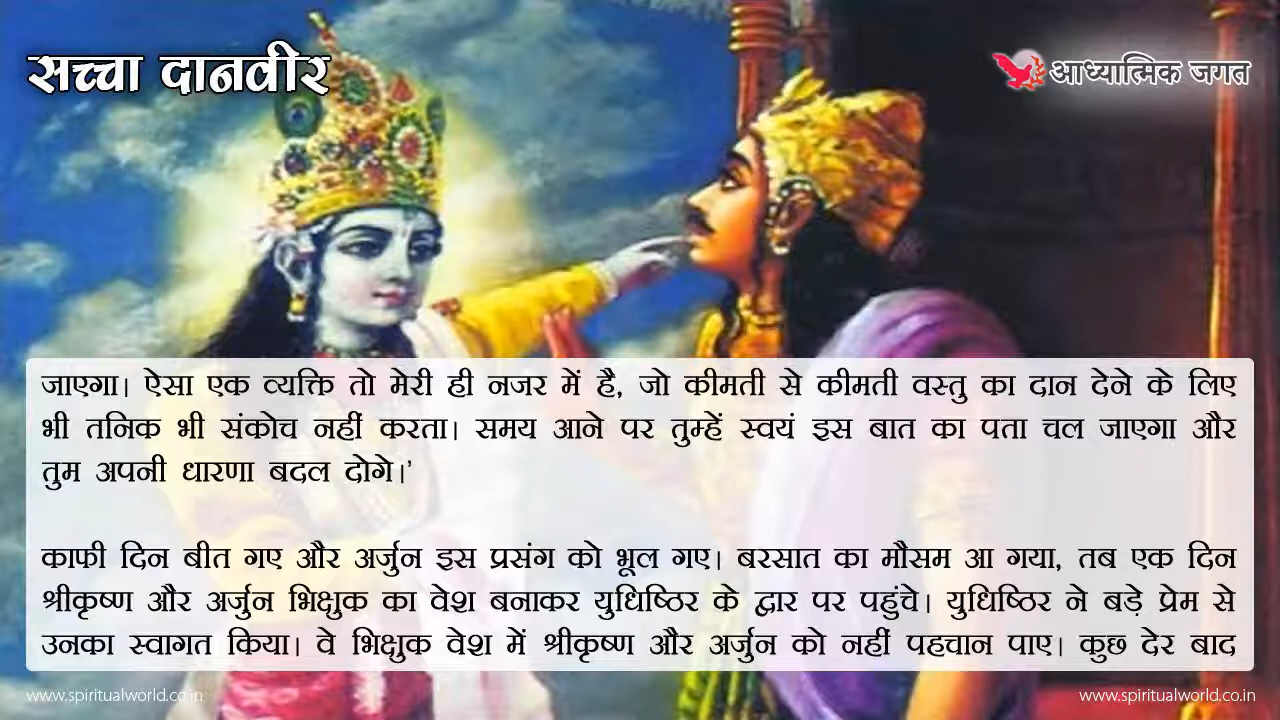 सच्चा दानवीर
आध्यात्मिक जगत
जाएगा। ऐसा एक व्यक्ति तो मेरी ही नजर में है, जो कीमती से कीमती वस्तु का दान देने के लिए
भी तनिक भी संकोच नहीं करता। समय आने पर तुम्हें स्वयं इस बात का पता चल जाएगा और
तुम अपनी धारणा बदल दोगे।’
काफी दिन बीत गए और अर्जुन इस प्रसंग को भूल गए। बरसात का मौसम आ गया, तब एक दिन
श्रीकृष्ण और अर्जुन भिक्षुक का वेश बनाकर युधिष्ठिर के द्वार पर पहुंचे। युधिष्ठिर ने बड़े प्रेम से
उनका स्वागत किया। वे भिक्षुक वेश में श्रीकृष्ण और अर्जुन को नहीं पहचान पाए। कुछ देर बाद
www.spiritualworld.co.in
www.spiritualworld.co.in